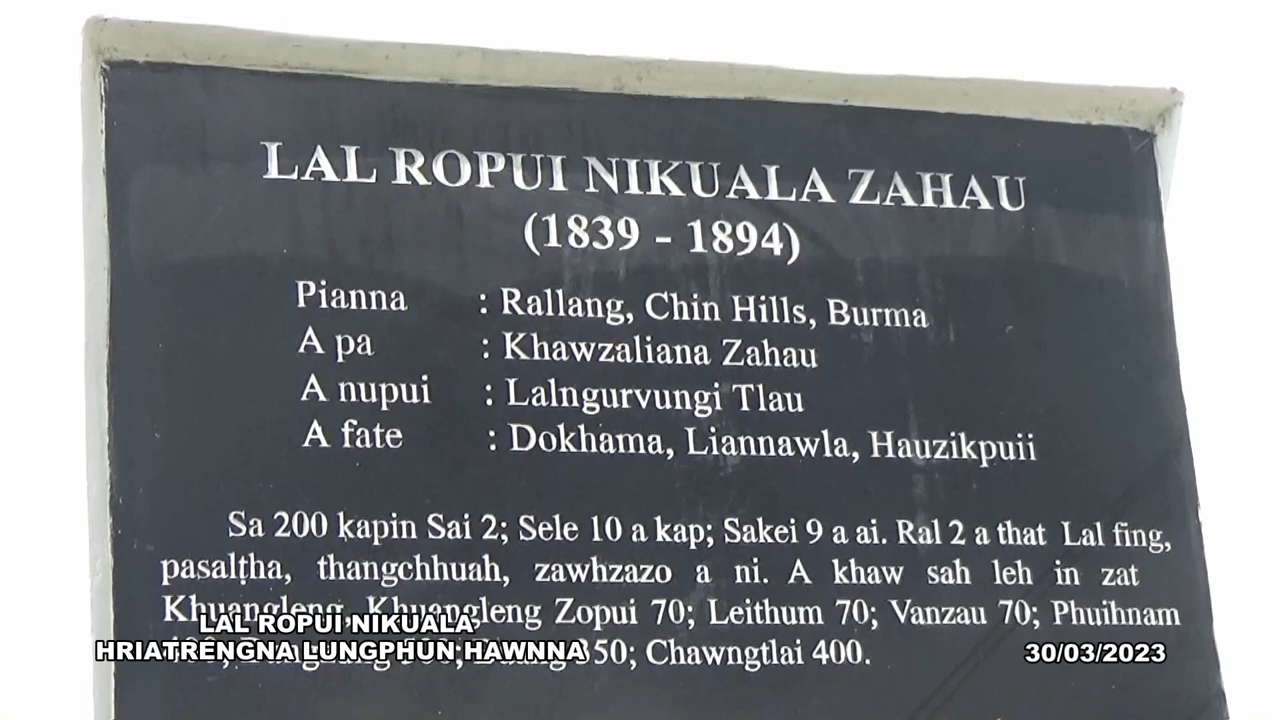 LAL ROPUI NIKUALA ZAHAU
(1839 - 1894)
Pianna : Rallang, Chin Hills, Burma
A pa : Khawzaliana Zahau
A nupui : Lalngurvungi Tlau
A fate : Dokhama, Liannawla, Hauzikpuii
Sa 200 kapin Sai 2; Sele 10 a kap; Sakei 9 a ai. Ral 2 a that Lal fing,
pasalṭha, thangchhuah, zawhzazo a ni. A khaw sah leh in zat
Khuangleng, Khuangleng Zopui 70; Leithum 70; Vanzau 70; Phuihnam
50; Chawngtlai 400.
LAL ROPUI NIKUALA
HRIATRENGNA LUNGPHUN HAWNNA
30/03/2023